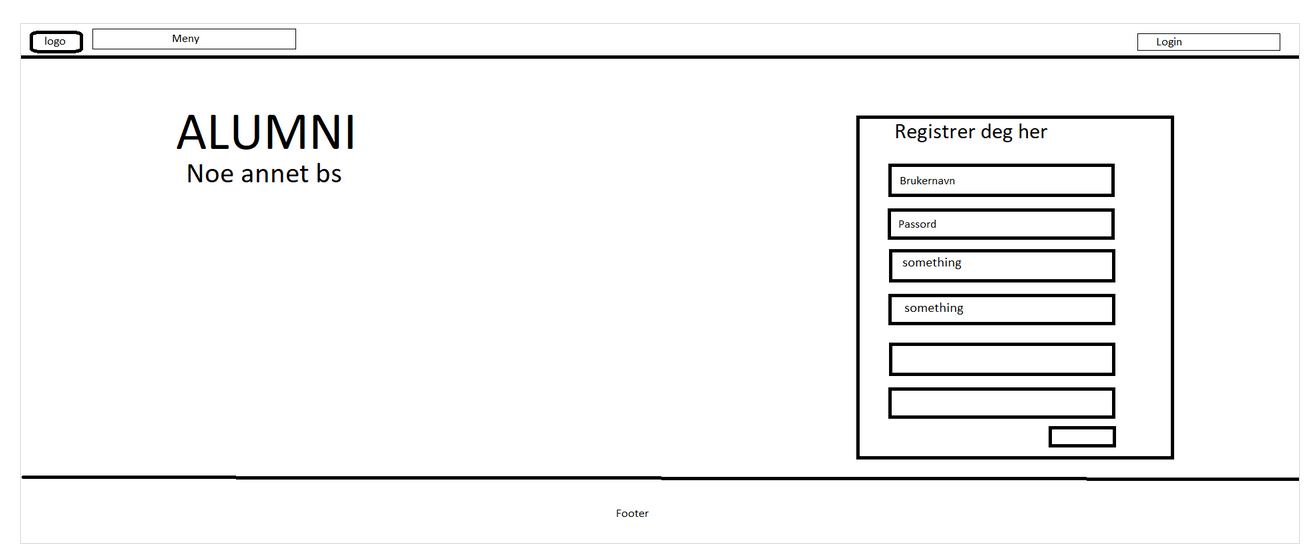 logo
Meny
Login
ALUMNI
Noe annet bs
Registrer deg her
Brukernavn
Passord
something
something
Footer